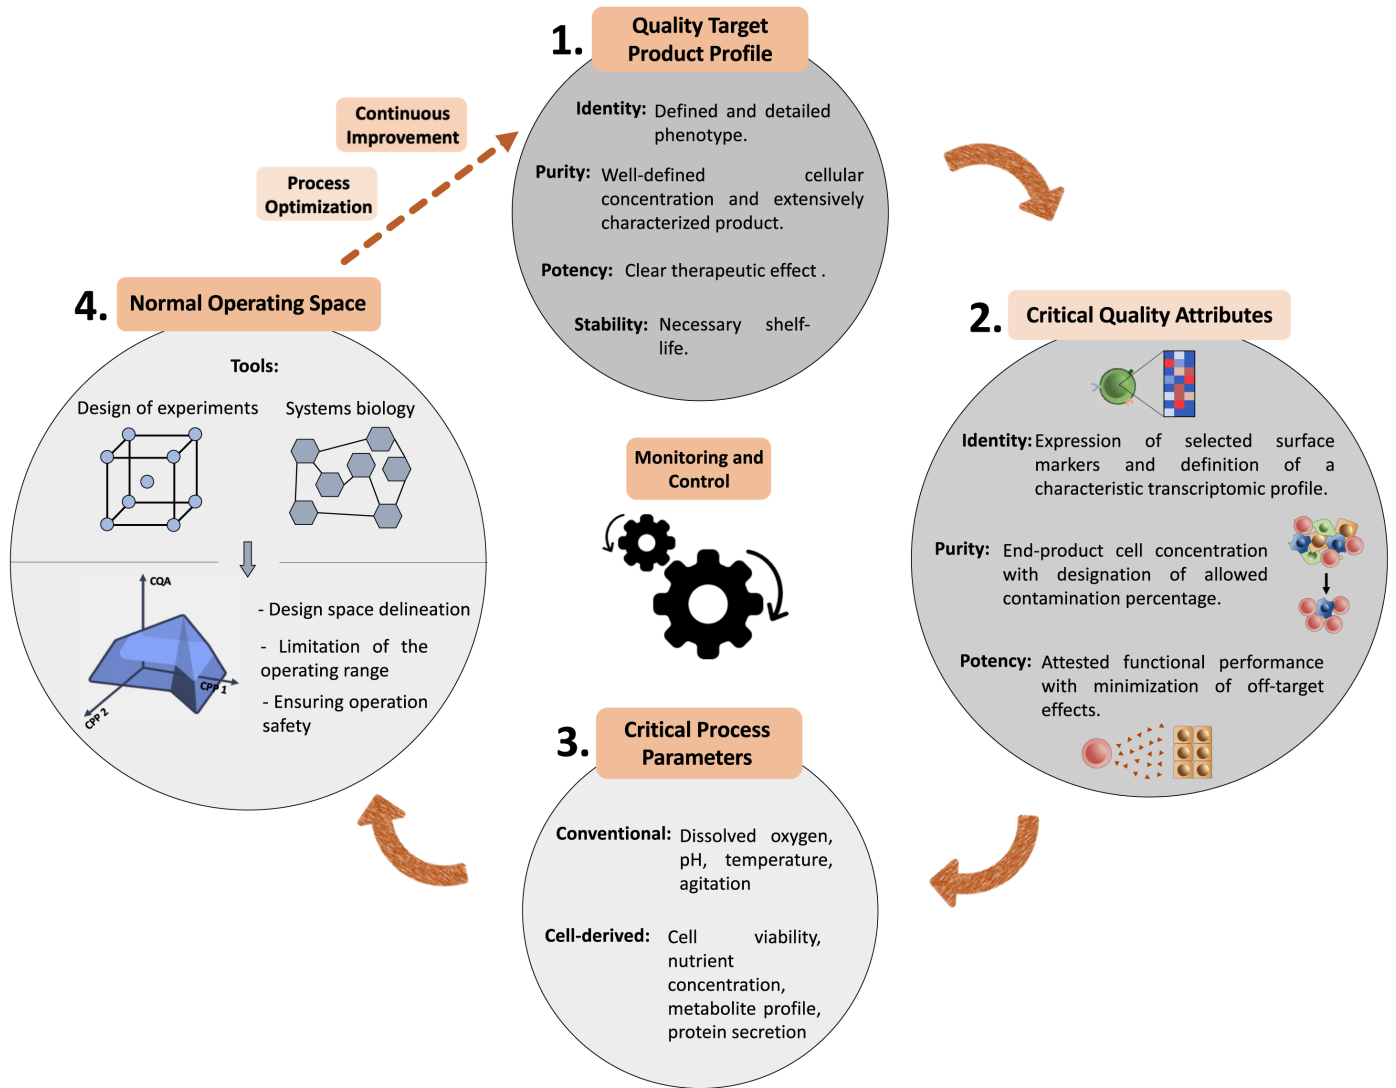 1.
Quality Target
Product Profile
Identity: Defined and detailed
phenotype.
Purity: Well-defined cellular
concentration and extensively
characterized product.
Potency: Clear therapeutic effect .
Stability: Necessary shelf-
life.
Continuous
Improvement
Process
Optimization
2.
Critical Quality Attributes
Identity: Expression of selected surface
markers and definition of a
characteristic transcriptomic profile.
Purity: End-product cell concentration
with designation of allowed
contamination percentage.
Potency: Attested functional performance
with minimization of off-target
effects.
Monitoring and
Control
3.
Critical Process
Parameters
Conventional: Dissolved oxygen,
pH, temperature,
agitation
Cell-derived: Cell viability,
nutrient
concentration,
metabolite profile,
protein secretion
4.
Normal Operating Space
Tools:
Design of experiments
Systems biology
CQA
CPP 1
CPP 2
- Design space delineation
- Limitation of the
operating range
- Ensuring operation
safety